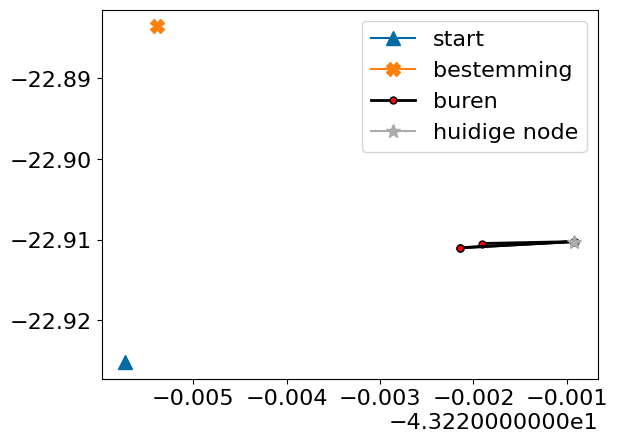 start
bestemming
buren
huidige node
−22.89
−22.90
−22.91
−22.92
−0.005 −0.004 −0.003 −0.002 −0.001
−4.3220000000e1